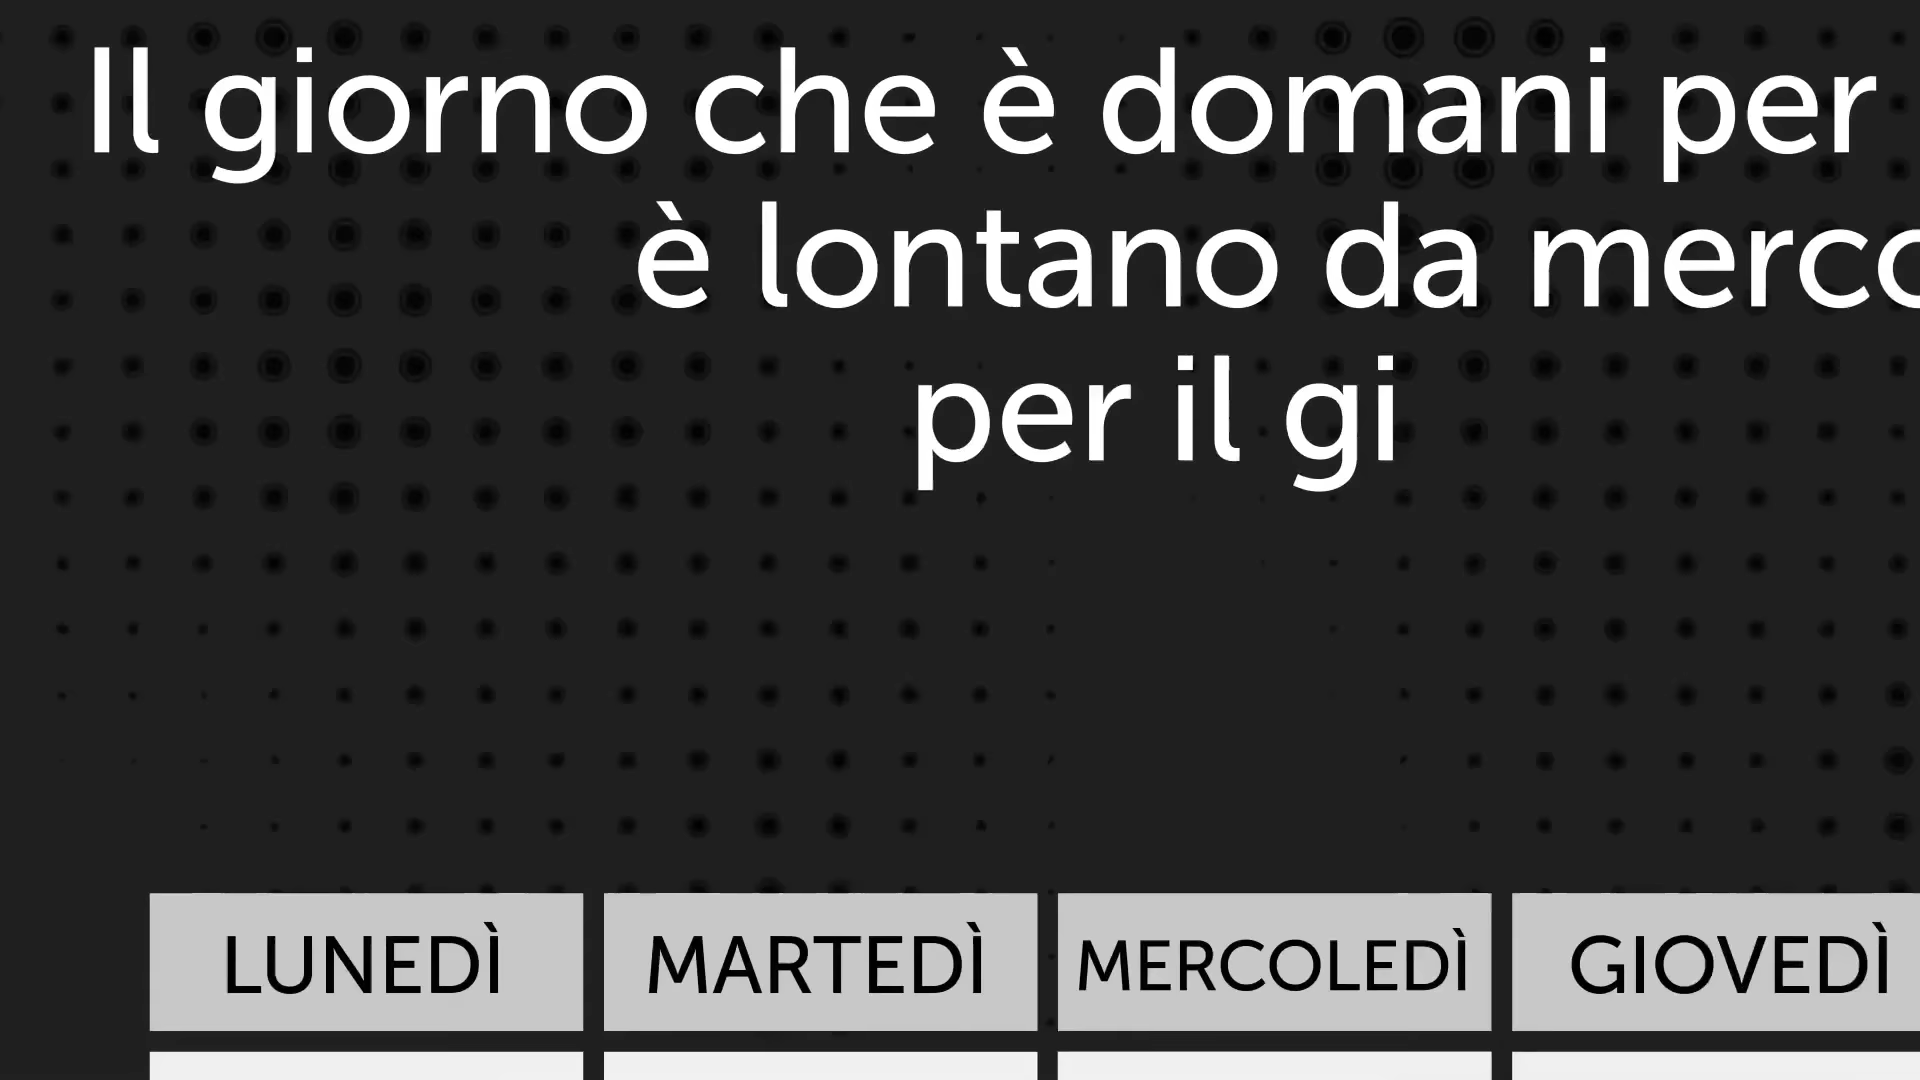 Il giorno che è domani per
è lontano da merco
per il gi
LUNEDÌ MARTEDÌ MERCOLEDÌ GIOVEDÌ